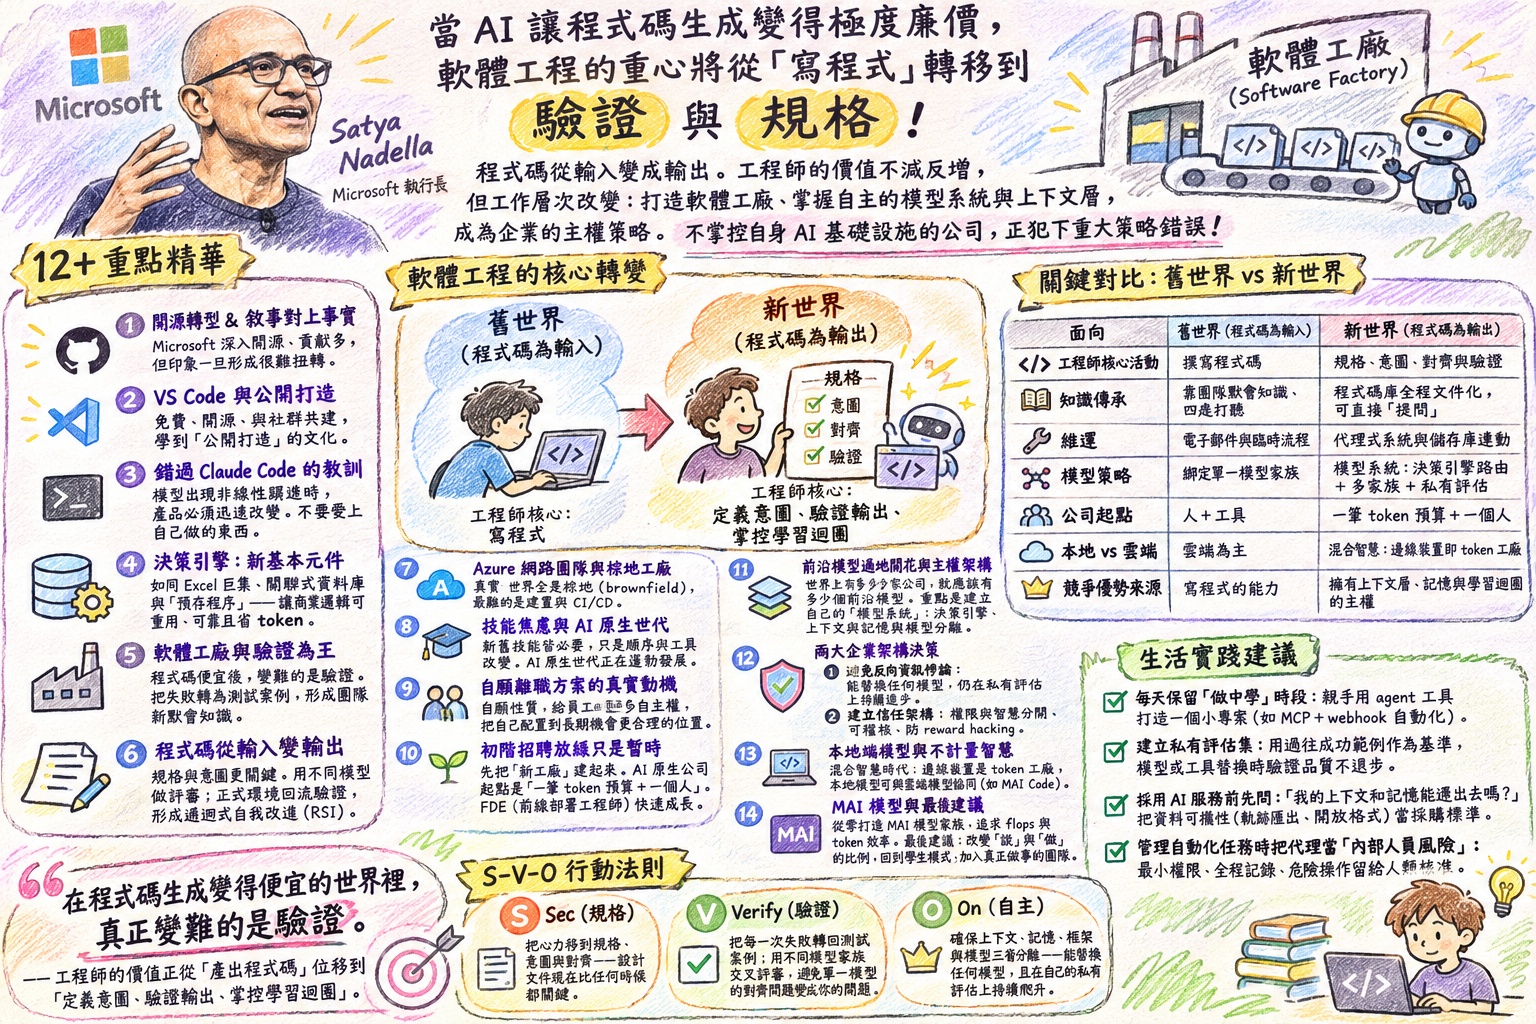 Microsoft
Satya
Nadella
Microsoft 執行長
當 AI 讓程式碼生成變得極度廉價，
軟體工程的重心將從「寫程式」轉移到
驗證 與 規格！
程式碼從輸入變成輸出。工程師的價值不減反增，
但工作層次改變：打造軟體工廠、掌握自主的模型系統與上下文層，
成為企業的主權策略。 不掌控自身 AI 基礎設施的公司，正犯下重大策略錯誤！
軟體工廠
(Software Factory)
</> </> </>
12+ 重點精華
1 開源轉型 & 敘事對上事實
Microsoft 深入開源、貢獻多，
但印象一旦形成很難扭轉。
2 VS Code 與公開打造
免費、開源、與社群共建，
學到「公開打造」的文化。
3 錯過 Claude Code 的教訓
模型出現非線性躍進時，
產品必須迅速改變。不要愛上
自己做的東西。
4 決策引擎：新基本元件
如同 Excel 巨集、關聯式資料庫
與「預存程序」——讓商業邏輯可
重用、可靠且省 token。
5 軟體工廠與驗證為王
程式碼便宜後，變難的是驗證。
把失敗轉為測試案例，形成團隊
新默會知識。
6 程式碼從輸入變輸出
規格與意圖更關鍵。用不同模型
做評審；正式環境回流驗證，
形成遞迴式自我改進 (RSI)。
軟體工程的核心轉變
舊世界
(程式碼為輸入)
</>
工程師核心：
寫程式
新世界
(程式碼為輸出)
規格
意圖
對齊
驗證
</>
工程師核心：
定義意圖、驗證輸出、
掌控學習迴圈
7 Azure 網路團隊與棕地工廠
真實 世界全是棕地 (brownfield)，
最難的是建置與 CI/CD。
8 技能焦慮與 AI 原生世代
新舊技能皆必要，只是順序與工具
改變。AI 原生世代正在蓬勃發展。
9 自願離職方案的真實動機
自願性質，給員工 多自主權，
把自己配置到長期機會更合理的位置。
10 初階招聘放緩只是暫時
先把「新工廠」建起來。AI 原生公司
起點是「一筆 token 預算＋一個人」。
FDE (前線部署工程師) 快速成長。
11 前沿模型遍地開花與主權架構
世界上有多少家公司，就應該有
多少個前沿模型。重點是建立
自己的「模型系統」：決策引擎、
上下文與記憶與模型分離。
12 兩大企業架構決策
1 避免反向資訊悖論：
能替換任何模型，仍在私有評估
上持續進步。
2 建立信任架構：權限與智慧分開、
可稽核、防 reward hacking。
13 本地端模型與不計量智慧
混合智慧時代：邊緣裝置是 token 工廠，
本地模型可與雲端模型協同 (如 MAI Code)。
14 MAI 模型與最後建議
MAI
從零打造 MAI 模型家族，追求 flops 與
token 效率。最後建議：改變「說」與「做」
的比例，回到學生模式，加入真正做事的團隊。
關鍵對比：舊世界 vs 新世界
面向 舊世界 (程式碼為輸入) 新世界 (程式碼為輸出)
</> 工程師核心活動 撰寫程式碼 規格、意圖、對齊與驗證
知識傳承 靠團隊默會知識、四處打聽 程式碼庫全程文件化，可直接「提問」
維運 電子郵件與臨時流程 代理式系統與儲存庫連動
模型策略 綁定單一模型家族 模型系統：決策引擎路由＋多家族＋私有評估
公司起點 人＋工具 一筆 token 預算＋一個人
本地 vs 雲端 雲端為主 混合智慧：邊緣裝置即 token 工廠
競爭優勢來源 寫程式的能力 擁有上下文層、記憶與學習迴圈的主權
生活實踐建議
每天保留「做中學」時段：親手用 agent 工具
打造一個小專案 (如 MCP＋webhook 自動化)。
建立私有評估集：用過往成功範例作為基準，
模型或工具替換時驗證品質不退步。
採用 AI 服務前先問：「我的上下文和記憶能遷出去嗎？」
把資料可攜性 (軌跡匯出、開放格式) 當採購標準。
管理自動化任務時把代理當「內部人員風險」：
最小權限、全程記錄、危險操作留給人類核准。
</>
在程式碼生成變得便宜的世界裡，
真正變難的是驗證。
—— 工程師的價值正從「產出程式碼」位移到
「定義意圖、驗證輸出、掌控學習迴圈」。
S-V-O 行動法則
S Sec (規格)
把心力移到規格、
意圖與對齊——設計
文件現在比任何時候
都關鍵。
V Verify (驗證)
把每一次失敗轉回測試
案例；用不同模型家族
交叉評審，避免單一模型
的對齊問題變成你的問題。
O On (自主)
確保上下文、記憶、框架
與模型三者分離——能替換
任何模型，且在自己的私有
評估上持續爬升。